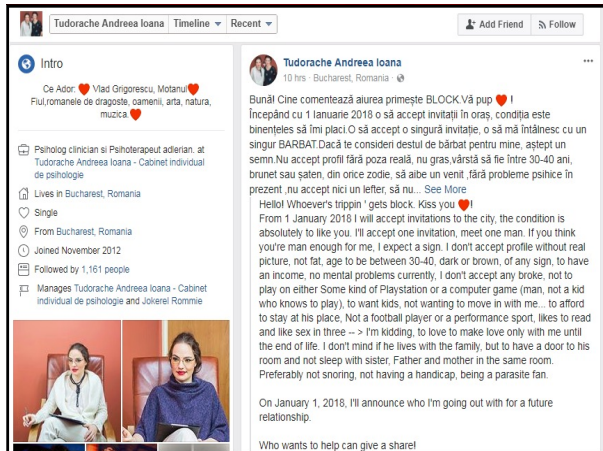 Tudorache Andreea Ioana Timeline Recent Add Friend Follow
Intro
Ce Ador: Vlad Grigorescu, Motanul
Fiul,romanele de dragoste, oamenii, arta, natura,
muzica.
Psiholog clinician si Psihoterapeut adlerian. at
Tudorache Andreea Ioana - Cabinet individual
de psihologie
Lives in Bucharest, Romania
Single
From Bucharest, Romania
Joined November 2012
Followed by 1,161 people
Manages Tudorache Andreea Ioana - Cabinet
individual de psihologie and Jokerel Rommie
Tudorache Andreea Ioana
10 hrs · Bucharest, Romania ·
Bună! Cine comentează aiurea primește BLOCK.Vă pup !
Începând cu 1 Ianuarie 2018 o să accept invitații în oraș, condiția este
binențeles să îmi placi.O să accept o singură invitație, o să mă întâlnesc cu un
singur BARBAT.Dacă te consideri destul de bărbat pentru mine, aștept un
semn.Nu accept profil fără poza reală, nu gras,vârstă să fie între 30-40 ani,
brunet sau șaten, din orice zodie, să aibe un venit ,fără probleme psihice în
prezent ,nu accept nici un lefter, să nu... See More
Hello! Whoever's trippin ' gets block. Kiss you !
From 1 January 2018 I will accept invitations to the city, the condition is
absolutely to like you. I'll accept one invitation, meet one man. If you think
you're man enough for me, I expect a sign. I don't accept profile without real
picture, not fat, age to be between 30-40, dark or brown, of any sign, to have
an income, no mental problems currently, I don't accept any broke, not to
play on either Some kind of Playstation or a computer game (man, not a kid
who knows to play), to want kids, not wanting to move in with me... to afford
to stay at his place, Not a football player or a performance sport, likes to read
and like sex in three -- > I'm kidding, to love to make love only with me until
the end of life. I don't mind if he lives with the family, but to have a door to his
room and not sleep with sister, Father and mother in the same room.
Preferably not snoring, not having a handicap, being a parasite fan.
On January 1, 2018, I'll announce who I'm going out with for a future
relationship.
Who wants to help can give a share!